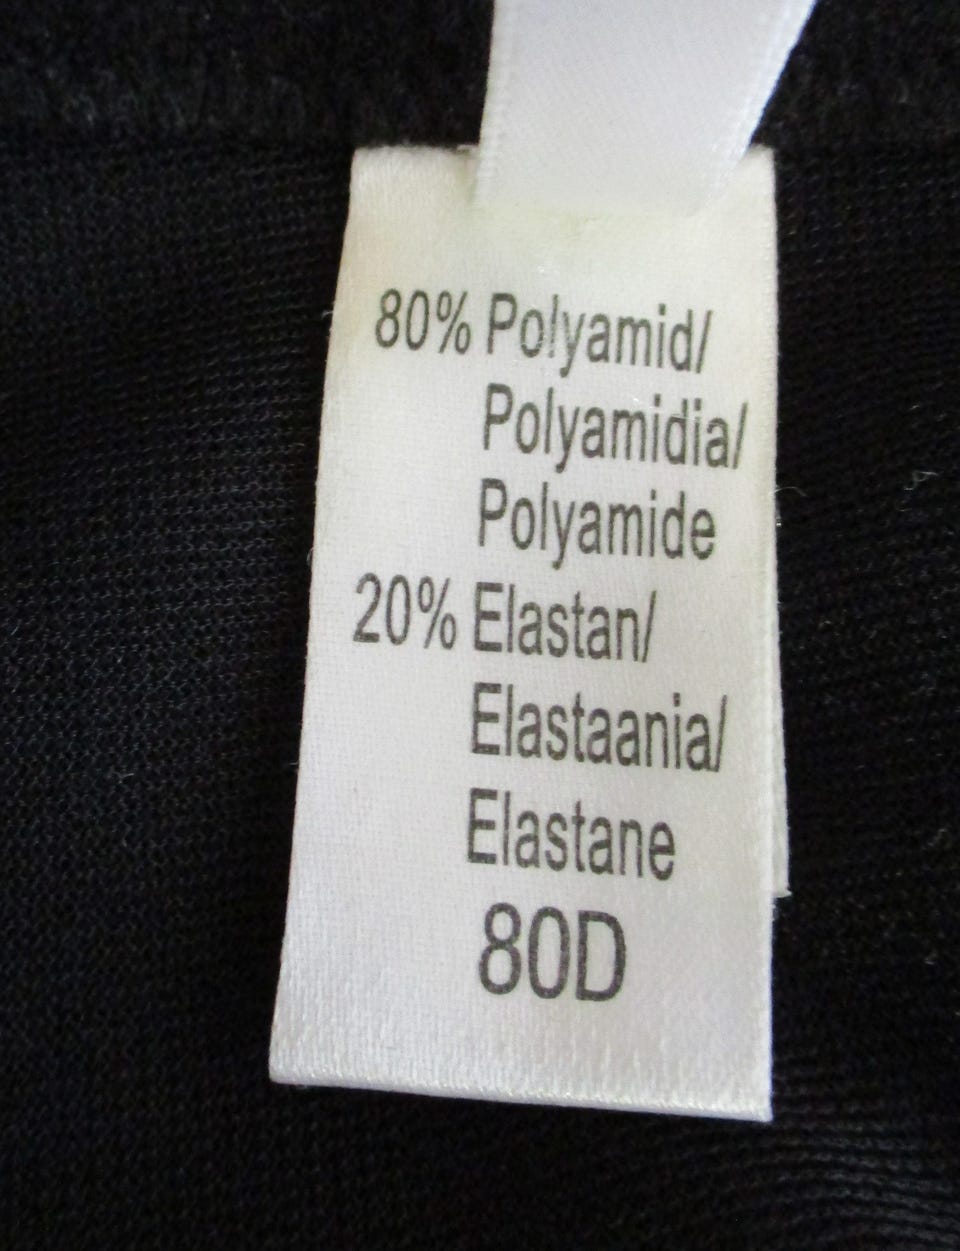 80% Polyamid/
Polyamidia/
Polyamide
20% Elastan/
Elastaania/
Elastane
80D